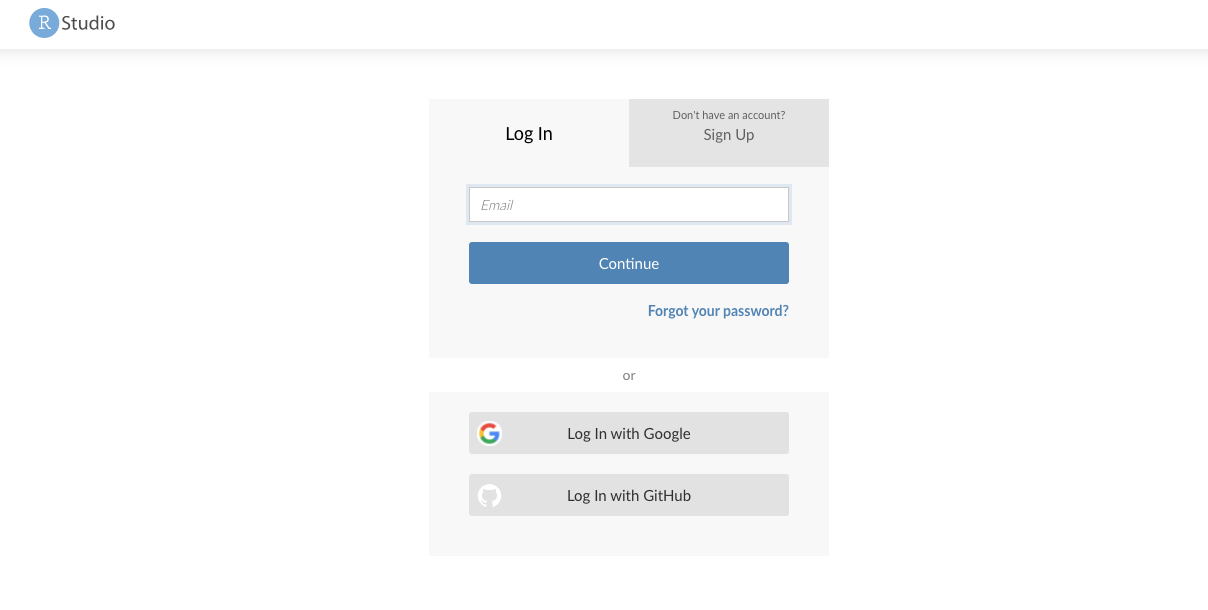 R Studio
Log In
Don't have an account?
Sign Up
Email
Continue
Forgot your password?
or
Log In with Google
Log In with GitHub